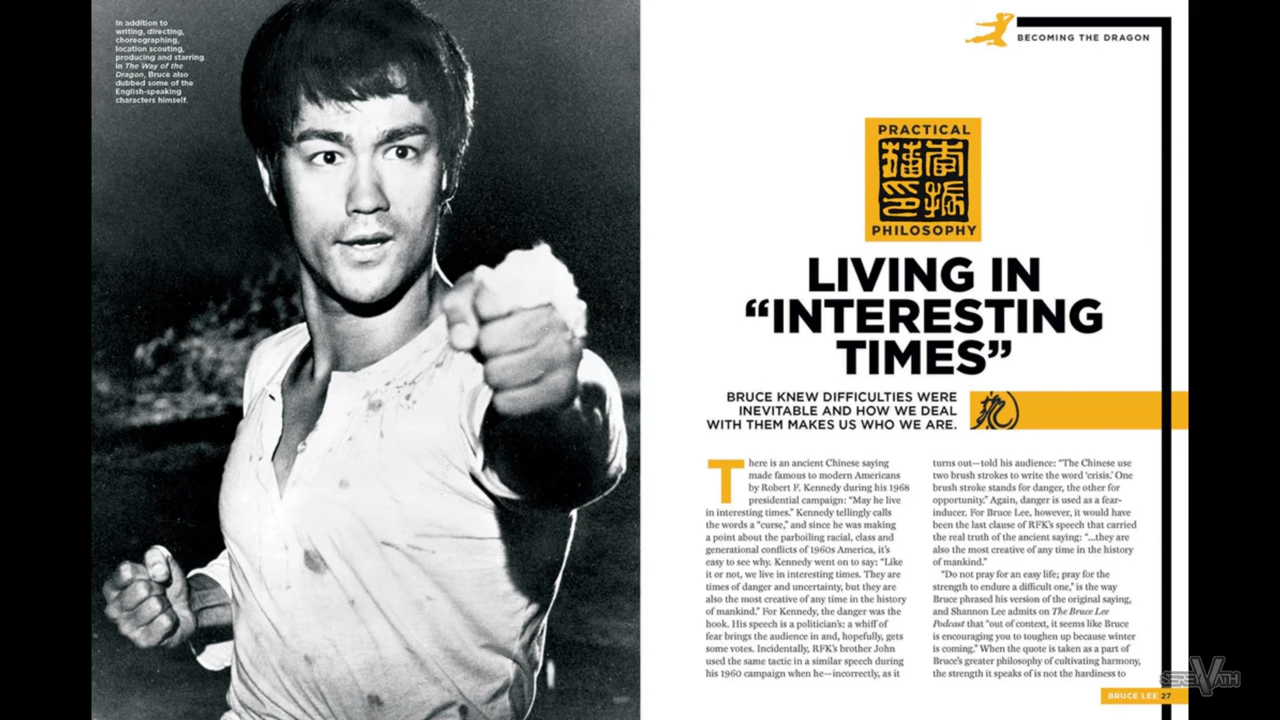 In addition to
writing, directing,
choreographing,
location scouting,
producing and starring
in The Way of the
Dragon, Bruce also
dubbed some of the
English-speaking
characters himself.
BECOMING THE DRAGON
PRACTICAL
PHILOSOPHY
LIVING IN
“INTERESTING
TIMES”
BRUCE KNEW DIFFICULTIES WERE
INEVITABLE AND HOW WE DEAL
WITH THEM MAKES US WHO WE ARE.
There is an ancient Chinese saying
made famous to modern Americans
by Robert F. Kennedy during his 1968
presidential campaign: “May he live
in interesting times.” Kennedy tellingly calls
the words a “curse,” and since he was making
a point about the parboiling racial, class and
generational conflicts of 1960s America, it’s
easy to see why. Kennedy went on to say: “Like
it or not, we live in interesting times. They are
times of danger and uncertainty, but they are
also the most creative of any time in the history
of mankind.” For Kennedy, the danger was the
hook. His speech is a politician’s: a whiff of
fear brings the audience in and, hopefully, gets
some votes. Incidentally, RFK’s brother John
used the same tactic in a similar speech during
his 1960 campaign when he—incorrectly, as it
turns out—told his audience: “The Chinese use
two brush strokes to write the word ‘crisis.’ One
brush stroke stands for danger, the other for
opportunity.” Again, danger is used as a fear-
inducer. For Bruce Lee, however, it would have
been the last clause of RFK’s speech that carried
the real truth of the ancient saying: “...they are
also the most creative of any time in the history
of mankind.”
“Do not pray for an easy life; pray for the
strength to endure a difficult one,” is the way
Bruce phrased his version of the original saying,
and Shannon Lee admits on The Bruce Lee
Podcast that “out of context, it seems like Bruce
is encouraging you to toughen up because winter
is coming.” When the quote is taken as a part of
Bruce’s greater philosophy of cultivating harmony,
the strength it speaks of is not the hardiness to
BRUCE LEE 27